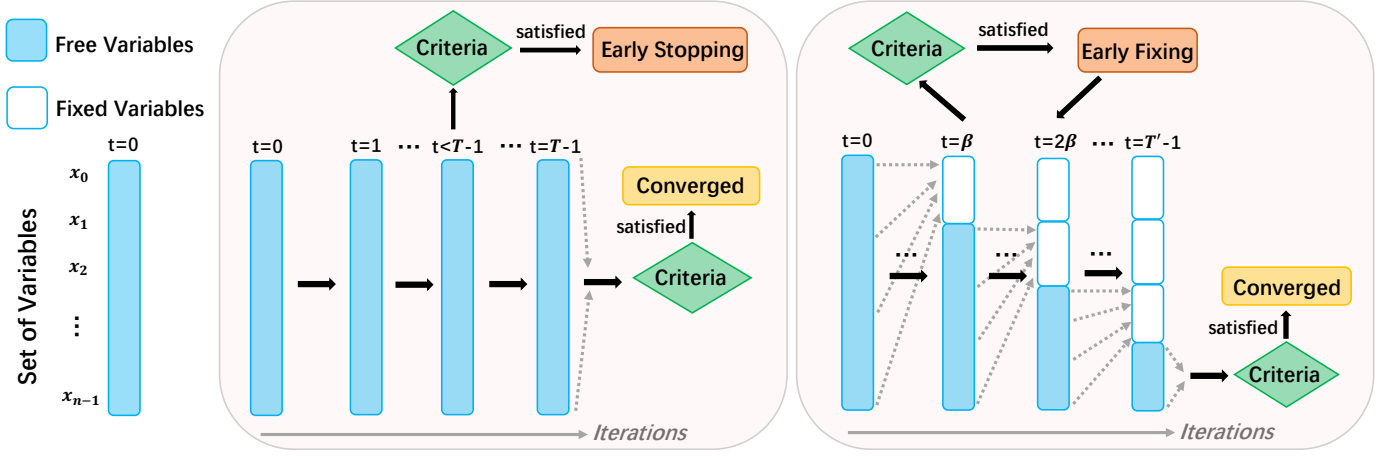 Free Variables
Fixed Variables
Set of Variables
t=0
x₀
x₁
x₂
⋮
xₙ₋₁
Criteria
satisfied
Early Stopping
t=0
t=1
...
t<T-1
...
t=T-1
Converged
satisfied
Criteria
Iterations
Criteria
satisfied
Early Fixing
t=0
t=β
t=2β
...
t=T′-1
...
...
...
Converged
satisfied
Criteria
Iterations